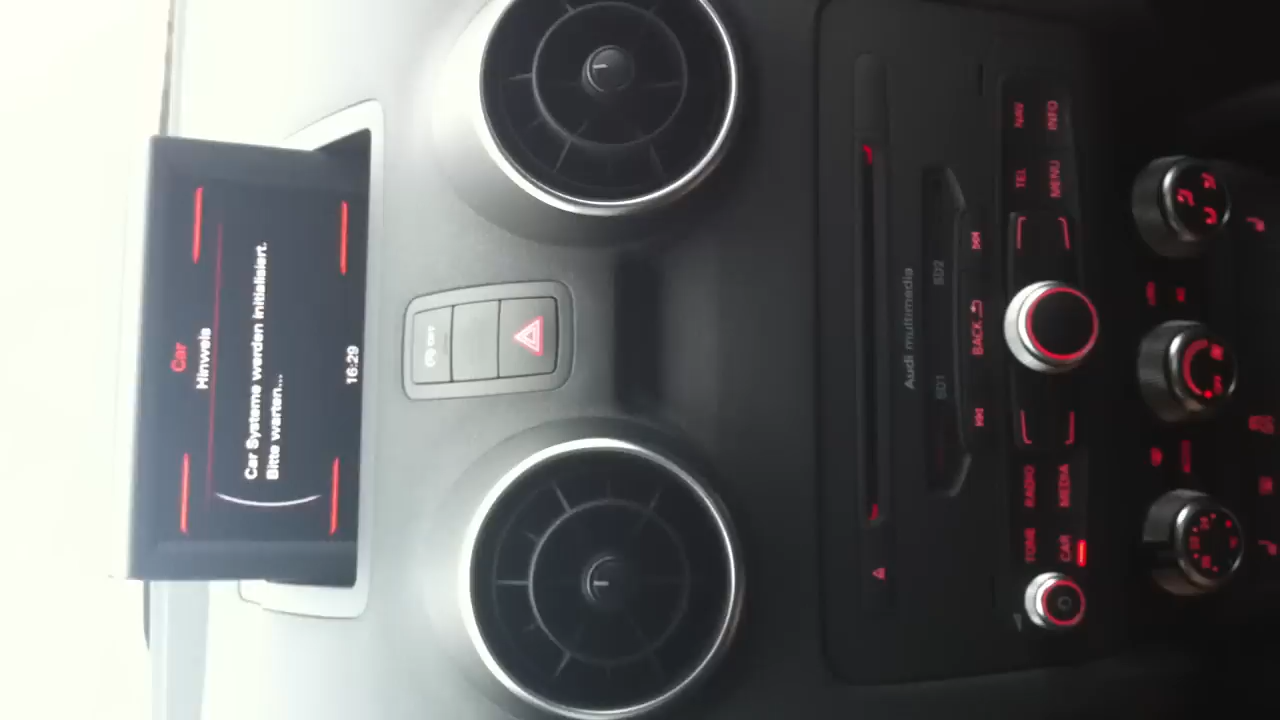 Car
Hinweis
Car Systeme werden initialisiert.
Bitte warten...
16:29
OFF
Audi multimedia
SD1
SD2
BACK
RADIO
MEDIA
TONE
CAR
TEL
NAV
MENU
INFO